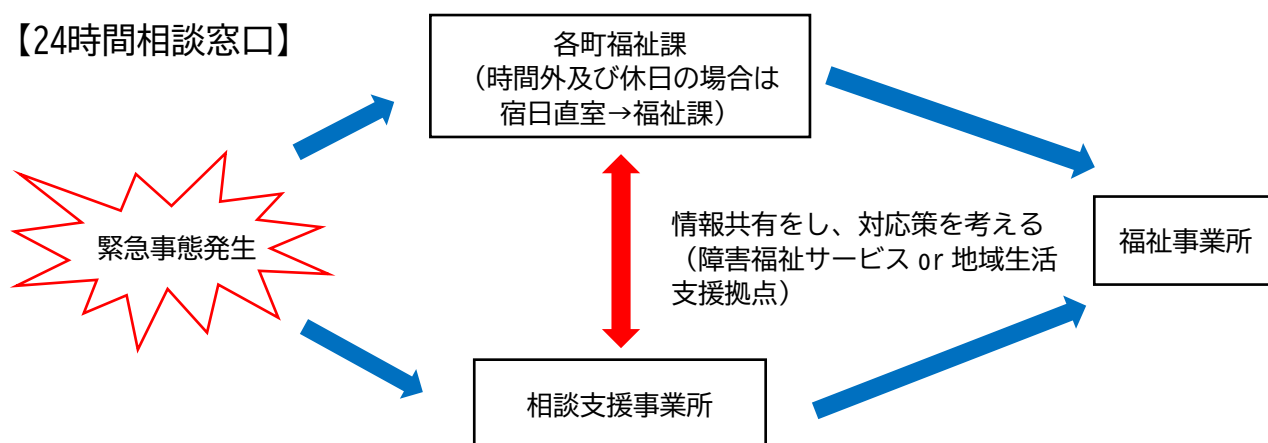 【24時間相談窓口】
各町福祉課
（時間外及び休日の場合は
宿日直室→福祉課）
緊急事態発生
情報共有をし、対応策を考える
（障害福祉サービス or 地域生活
支援拠点）
福祉事業所
相談支援事業所